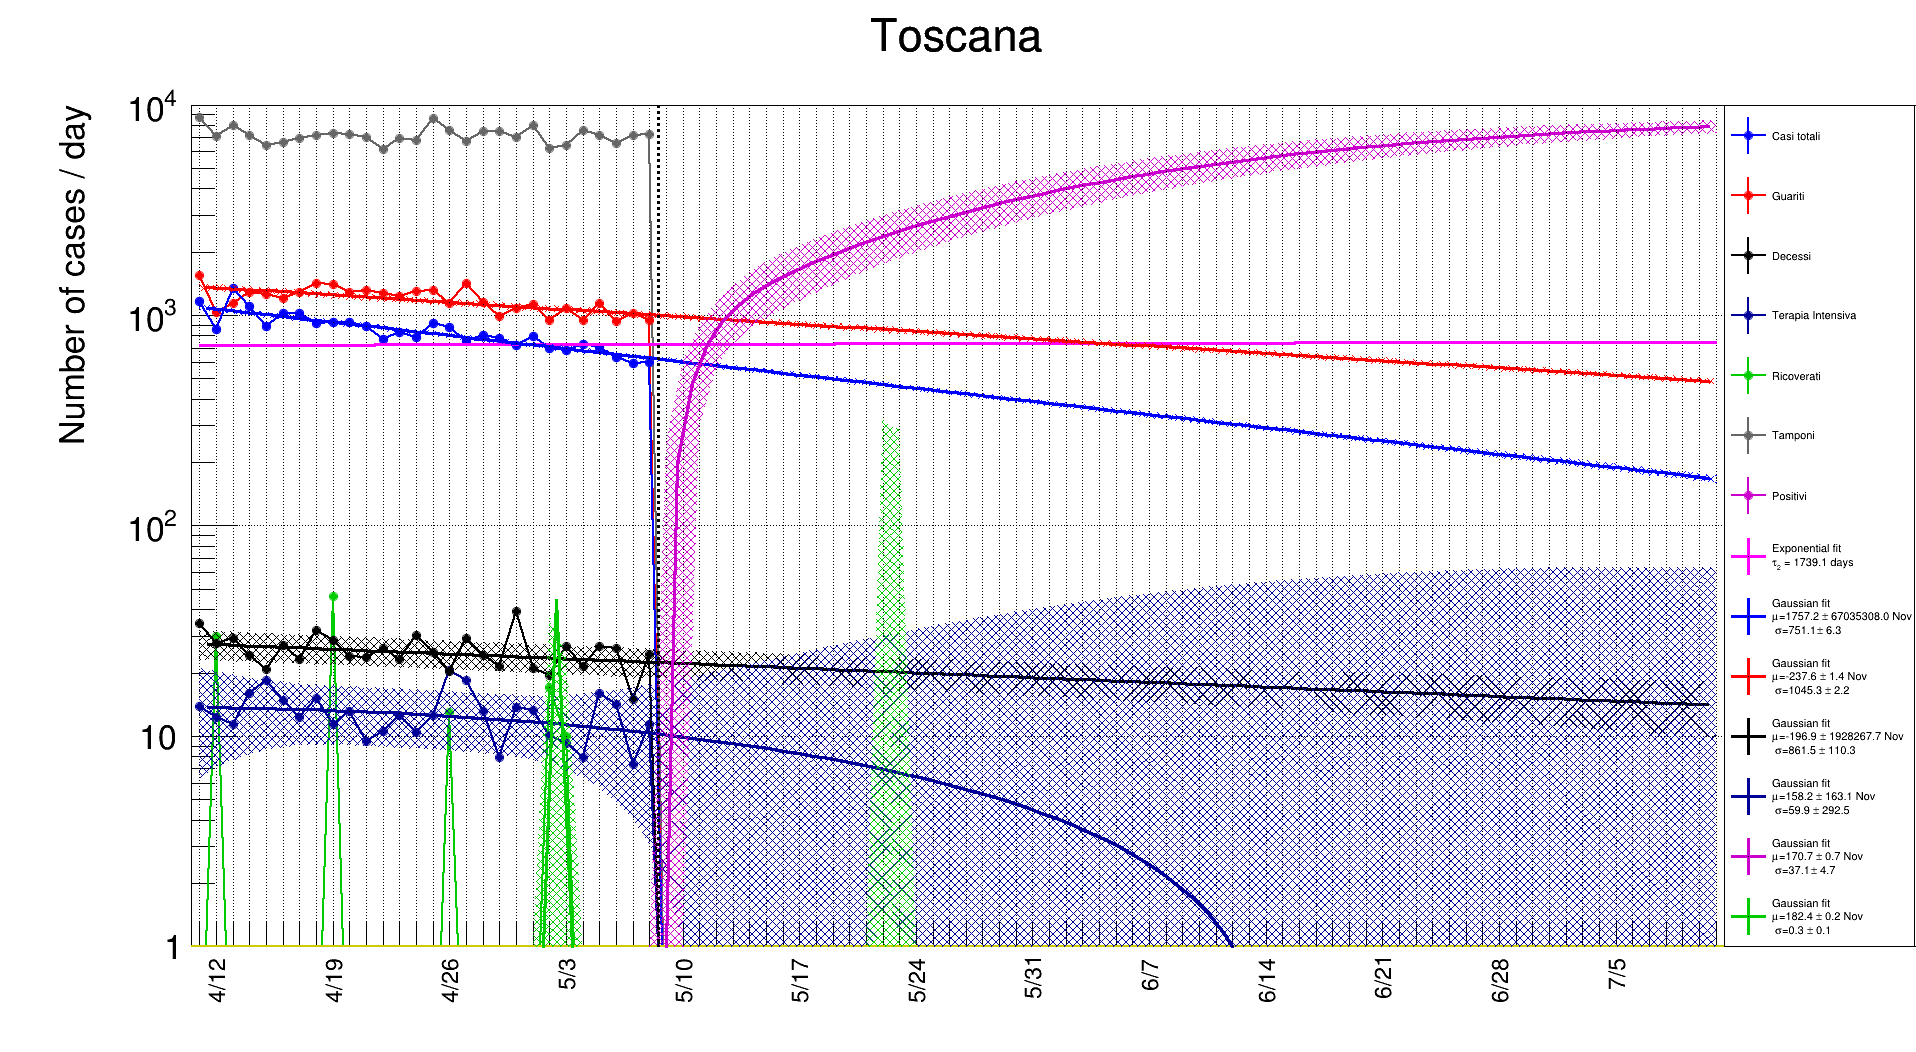 Toscana
Number of cases / day
10^4
10^3
10^2
10
1
4/12
4/19
4/26
5/3
5/10
5/17
5/24
5/31
6/7
6/14
6/21
6/28
7/5
Casi totali
Guariti
Decessi
Terapia Intensiva
Ricoverati
Tamponi
Positivi
Exponential fit
τ₂ = 1739.1 days
Gaussian fit
μ=1757.2 ± 67035308.0 Nov
σ=751.1 ± 6.3
Gaussian fit
μ=-237.6 ± 1.4 Nov
σ=1045.3 ± 2.2
Gaussian fit
μ=-196.9 ± 1928267.7 Nov
σ=861.5 ± 110.3
Gaussian fit
μ=158.2 ± 163.1 Nov
σ=59.9 ± 292.5
Gaussian fit
μ=170.7 ± 0.7 Nov
σ=37.1 ± 4.7
Gaussian fit
μ=182.4 ± 0.2 Nov
σ=0.3 ± 0.1